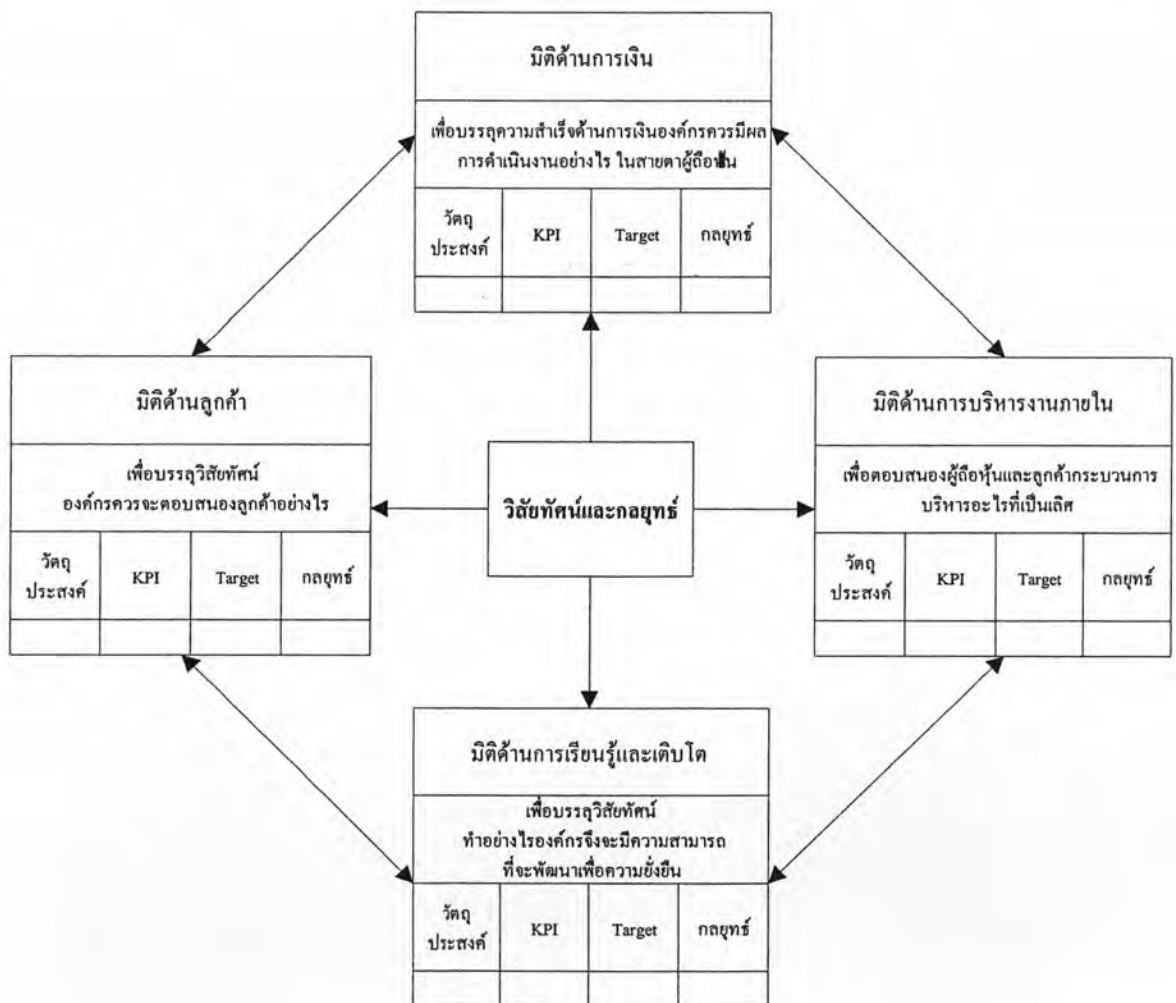 มิติด้านการเงิน
เพื่อบรรลุความสำเร็จด้านการเงินองค์กรควรมีผล
การดำเนินงานอย่างไร ในสายตาผู้ถือหุ้น
วัตถุ
ประสงค์
KPI
Target
กลยุทธ์
มิติด้านลูกค้า
เพื่อบรรลุวิสัยทัศน์
องค์กรควรจะตอบสนองลูกค้าอย่างไร
วัตถุ
ประสงค์
KPI
Target
กลยุทธ์
วิสัยทัศน์และกลยุทธ์
มิติด้านการบริหารงานภายใน
เพื่อตอบสนองผู้ถือหุ้นและลูกค้ากระบวนการ
บริหารอะไรที่เป็นเลิศ
วัตถุ
ประสงค์
KPI
Target
กลยุทธ์
มิติด้านการเรียนรู้และเติบโต
เพื่อบรรลุวิสัยทัศน์
ทำอย่างไรองค์กรจึงจะมีความสามารถ
ที่จะพัฒนาเพื่อความยั่งยืน
วัตถุ
ประสงค์
KPI
Target
กลยุทธ์